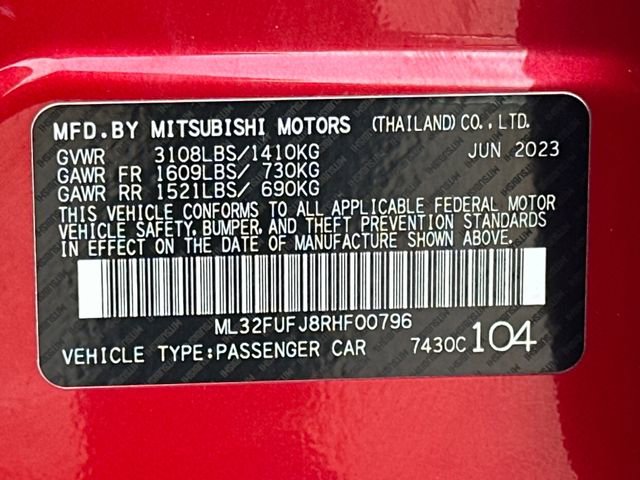 MFD.BY MITSUBISHI MOTORS (THAILAND) CO.,LTD.
GVWR 3108LBS/1410KG JUN 2023
GAWR FR 1609LBS/ 730KG
GAWR RR 1521LBS/ 690KG
THIS VEHICLE CONFORMS TO ALL APPLICABLE FEDERAL MOTOR
VEHICLE SAFETY, BUMPER, AND THEFT PREVENTION STANDARDS
IN EFFECT ON THE DATE OF MANUFACTURE SHOWN ABOVE.
ML32FUFJ8RHF00796
VEHICLE TYPE:PASSENGER CAR 7430C 104